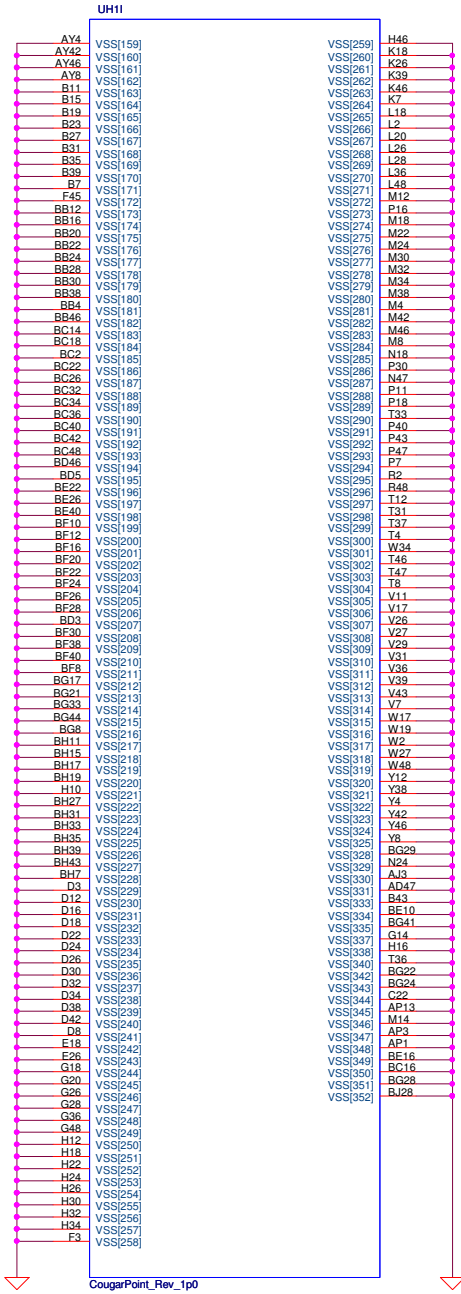 UH1I
AY4 VSS[159]
AY42 VSS[160]
AY46 VSS[161]
AY8 VSS[162]
B11 VSS[163]
B15 VSS[164]
B19 VSS[165]
B23 VSS[166]
B27 VSS[167]
B31 VSS[168]
B35 VSS[169]
B39 VSS[170]
B7 VSS[171]
F45 VSS[172]
BB12 VSS[173]
BB16 VSS[174]
BB20 VSS[175]
BB22 VSS[176]
BB24 VSS[177]
BB28 VSS[178]
BB30 VSS[179]
BB38 VSS[180]
BB4 VSS[181]
BB46 VSS[182]
BC14 VSS[183]
BC18 VSS[184]
BC2 VSS[185]
BC22 VSS[186]
BC26 VSS[187]
BC32 VSS[188]
BC34 VSS[189]
BC36 VSS[190]
BC40 VSS[191]
BC42 VSS[192]
BC48 VSS[193]
BD46 VSS[194]
BD5 VSS[195]
BE22 VSS[196]
BE26 VSS[197]
BE40 VSS[198]
BF10 VSS[199]
BF12 VSS[200]
BF16 VSS[201]
BF20 VSS[202]
BF22 VSS[203]
BF24 VSS[204]
BF26 VSS[205]
BF28 VSS[206]
BD3 VSS[207]
BF30 VSS[208]
BF38 VSS[209]
BF40 VSS[210]
BF8 VSS[211]
BG17 VSS[212]
BG21 VSS[213]
BG33 VSS[214]
BG44 VSS[215]
BG8 VSS[216]
BH11 VSS[217]
BH15 VSS[218]
BH17 VSS[219]
BH19 VSS[220]
H10 VSS[221]
BH27 VSS[222]
BH31 VSS[223]
BH33 VSS[224]
BH35 VSS[225]
BH39 VSS[226]
BH43 VSS[227]
BH7 VSS[228]
D3 VSS[229]
D12 VSS[230]
D16 VSS[231]
D18 VSS[232]
D22 VSS[233]
D24 VSS[234]
D26 VSS[235]
D30 VSS[236]
D32 VSS[237]
D34 VSS[238]
D38 VSS[239]
D42 VSS[240]
D8 VSS[241]
E18 VSS[242]
E26 VSS[243]
G18 VSS[244]
G20 VSS[245]
G26 VSS[246]
G28 VSS[247]
G36 VSS[248]
G48 VSS[249]
H12 VSS[250]
H18 VSS[251]
H22 VSS[252]
H24 VSS[253]
H26 VSS[254]
H30 VSS[255]
H32 VSS[256]
H34 VSS[257]
F3 VSS[258]
VSS[259] H46
VSS[260] K18
VSS[261] K26
VSS[262] K39
VSS[263] K46
VSS[264] K7
VSS[265] L18
VSS[266] L2
VSS[267] L20
VSS[268] L26
VSS[269] L28
VSS[270] L36
VSS[271] L48
VSS[272] M12
VSS[273] P16
VSS[274] M18
VSS[275] M22
VSS[276] M24
VSS[277] M30
VSS[278] M32
VSS[279] M34
VSS[280] M38
VSS[281] M4
VSS[282] M42
VSS[283] M46
VSS[284] M8
VSS[285] N18
VSS[286] P30
VSS[287] N47
VSS[288] P11
VSS[289] P18
VSS[290] T33
VSS[291] P40
VSS[292] P43
VSS[293] P47
VSS[294] P7
VSS[295] R2
VSS[296] R48
VSS[297] T12
VSS[298] T31
VSS[299] T37
VSS[300] T4
VSS[301] W34
VSS[302] T46
VSS[303] T47
VSS[304] T8
VSS[305] V11
VSS[306] V17
VSS[307] V26
VSS[308] V27
VSS[309] V29
VSS[310] V31
VSS[311] V36
VSS[312] V39
VSS[313] V43
VSS[314] V7
VSS[315] W17
VSS[316] W19
VSS[317] W2
VSS[318] W27
VSS[319] W48
VSS[320] Y12
VSS[321] Y38
VSS[322] Y4
VSS[323] Y42
VSS[324] Y46
VSS[325] Y8
VSS[328] BG29
VSS[329] N24
VSS[330] AJ3
VSS[331] AD47
VSS[333] B43
VSS[334] BE10
VSS[335] BG41
VSS[337] G14
VSS[338] H16
VSS[340] T36
VSS[342] BG22
VSS[343] BG24
VSS[344] C22
VSS[345] AP13
VSS[346] M14
VSS[347] AP3
VSS[348] AP1
VSS[349] BE16
VSS[350] BC16
VSS[351] BG28
VSS[352] BJ28
CougarPoint_Rev_1p0